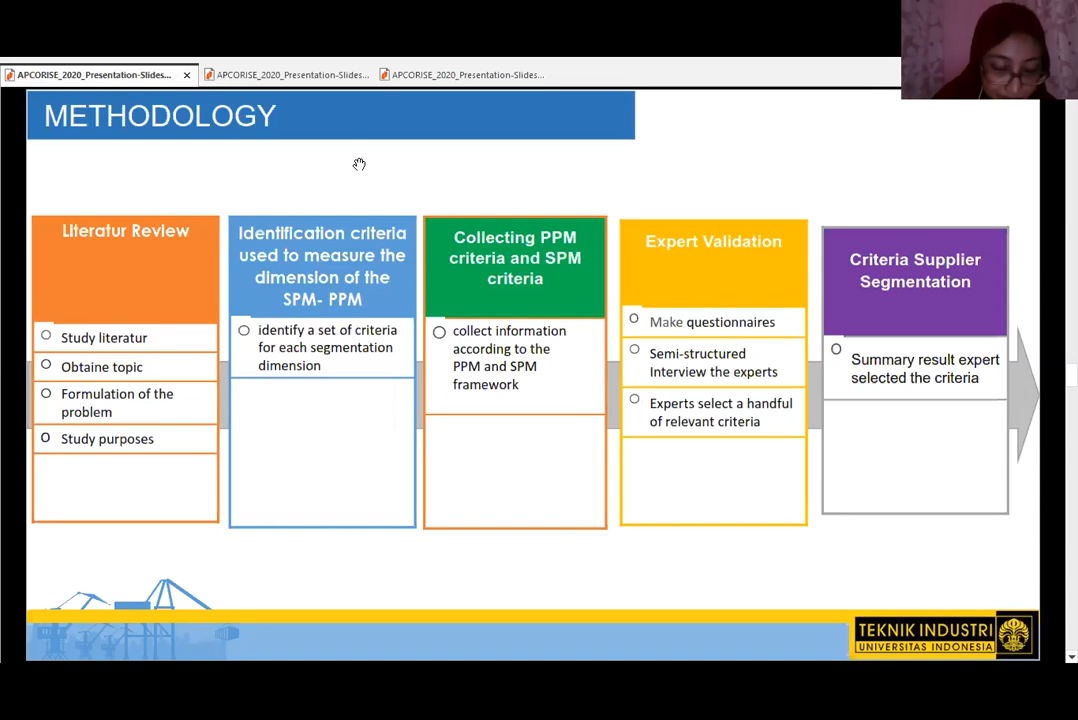 APCORISE_2020_Presentation-Slides...
APCORISE_2020_Presentation-Slides...
APCORISE_2020_Presentation-Slides...
METHODOLOGY
Literatur Review
Study literatur
Obtaine topic
Formulation of the
problem
Study purposes
Identification criteria
used to measure the
dimension of the
SPM- PPM
identify a set of criteria
for each segmentation
dimension
Collecting PPM
criteria and SPM
criteria
collect information
according to the
PPM and SPM
framework
Expert Validation
Make questionnaires
Semi-structured
Interview the experts
Experts select a handful
of relevant criteria
Criteria Supplier
Segmentation
Summary result expert
selected the criteria
TEKNIK INDUSTRI
UNIVERSITAS INDONESIA